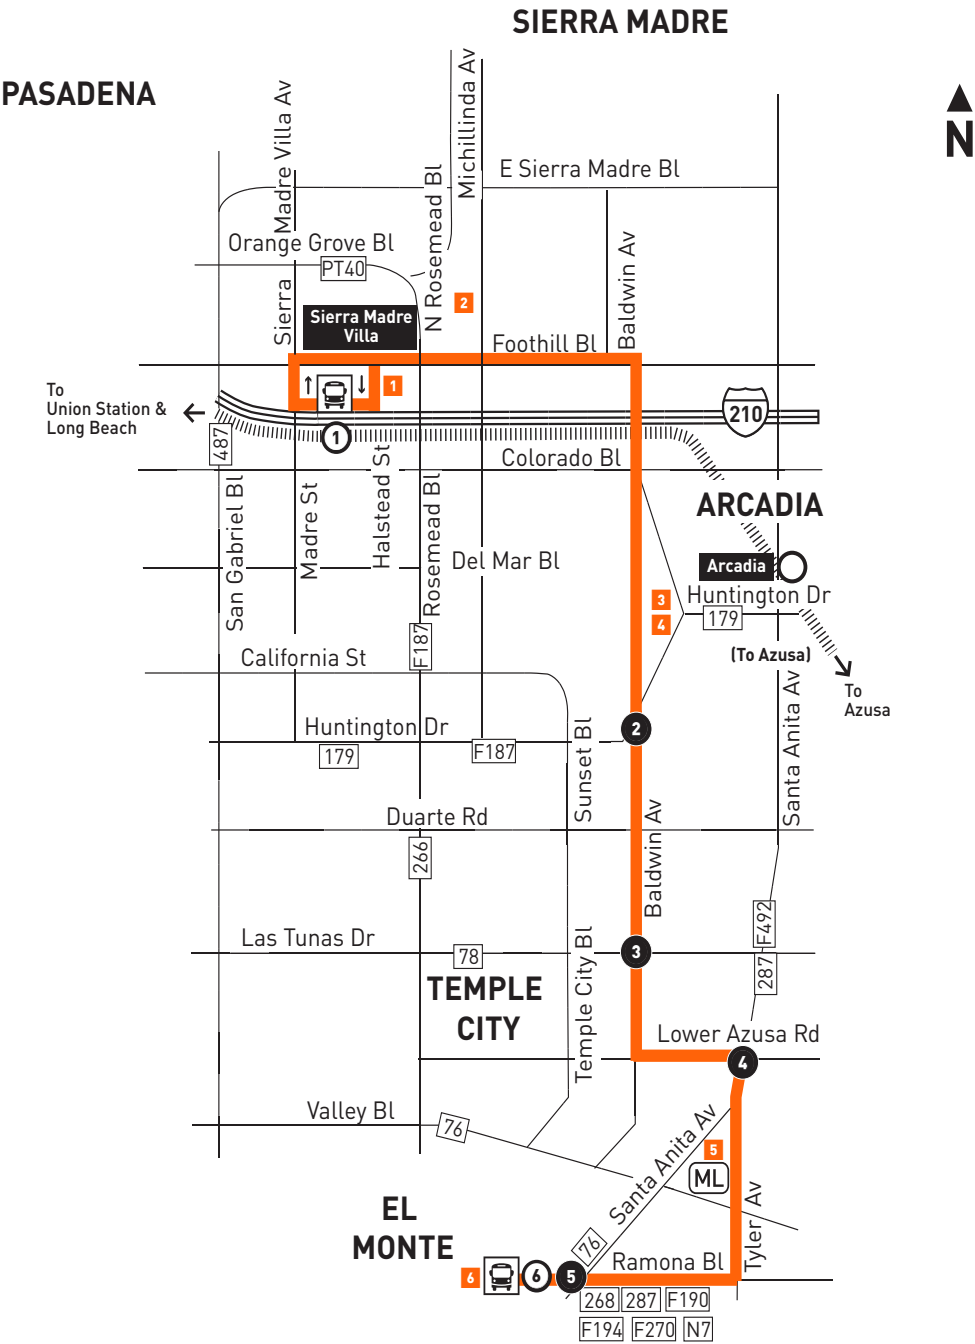 SIERRA MADRE
PASADENA
N
Sierra Madre Villa Av
Michillinda Av
E Sierra Madre Bl
N Rosemead Bl
Orange Grove Bl
PT40
Baldwin Av
2
Sierra Madre
Villa
Foothill Bl
1
To
Union Station &
Long Beach
210
1
487
Colorado Bl
San Gabriel Bl
Madre St
Halstead St
Rosemead Bl
ARCADIA
Del Mar Bl
Arcadia
3
4
Huntington Dr
179
F187
California St
(To Azusa)
To
Azusa
Santa Anita Av
Huntington Dr
179
F187
Sunset Bl
2
Duarte Rd
266
Baldwin Av
F492
287
Las Tunas Dr
78
3
TEMPLE
CITY
Temple City Bl
Lower Azusa Rd
4
Valley Bl
76
Santa Anita Av
5
ML
Tyler Av
EL
MONTE
76
Ramona Bl
6
6
5
268
287
F190
F194
F270
N7